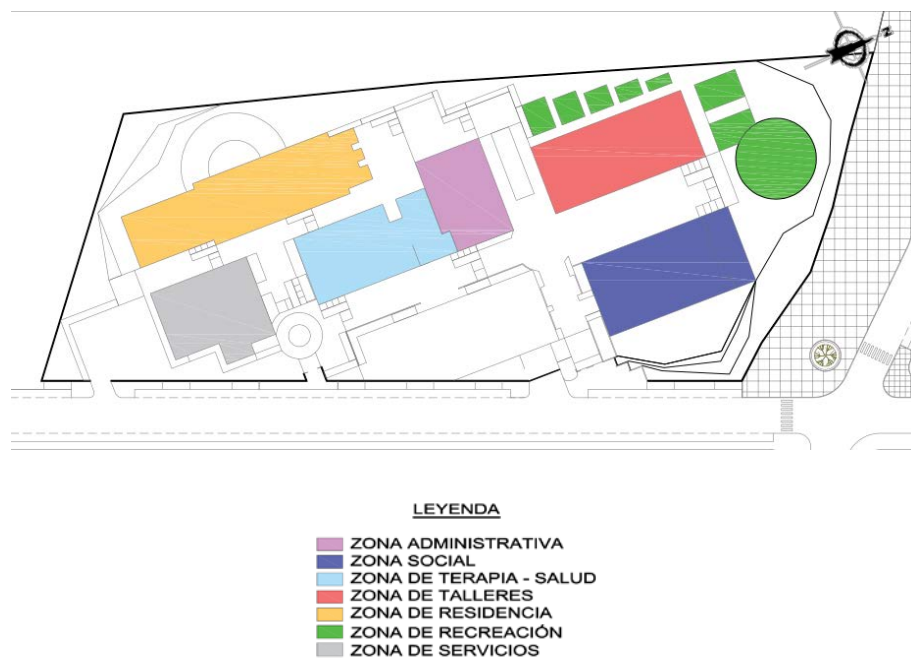 Z
LEYENDA
ZONA ADMINISTRATIVA
ZONA SOCIAL
ZONA DE TERAPIA - SALUD
ZONA DE TALLERES
ZONA DE RESIDENCIA
ZONA DE RECREACIÓN
ZONA DE SERVICIOS